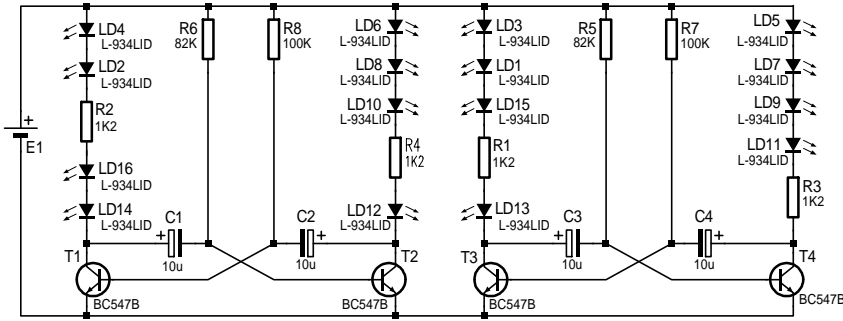 LD4
L-934LID
LD2
L-934LID
R2
1K2
LD16
L-934LID
LD14
L-934LID
R6
82K
R8
100K
LD6
L-934LID
LD8
L-934LID
LD10
L-934LID
R4
1K2
LD12
L-934LID
LD3
L-934LID
LD1
L-934LID
LD15
L-934LID
R1
1K2
LD13
L-934LID
R5
82K
R7
100K
LD5
L-934LID
LD7
L-934LID
LD9
L-934LID
LD11
L-934LID
R3
1K2
+
E1
C1
+
10u
C2
+
10u
C3
+
10u
C4
+
10u
T1
BC547B
T2
BC547B
T3
BC547B
T4
BC547B